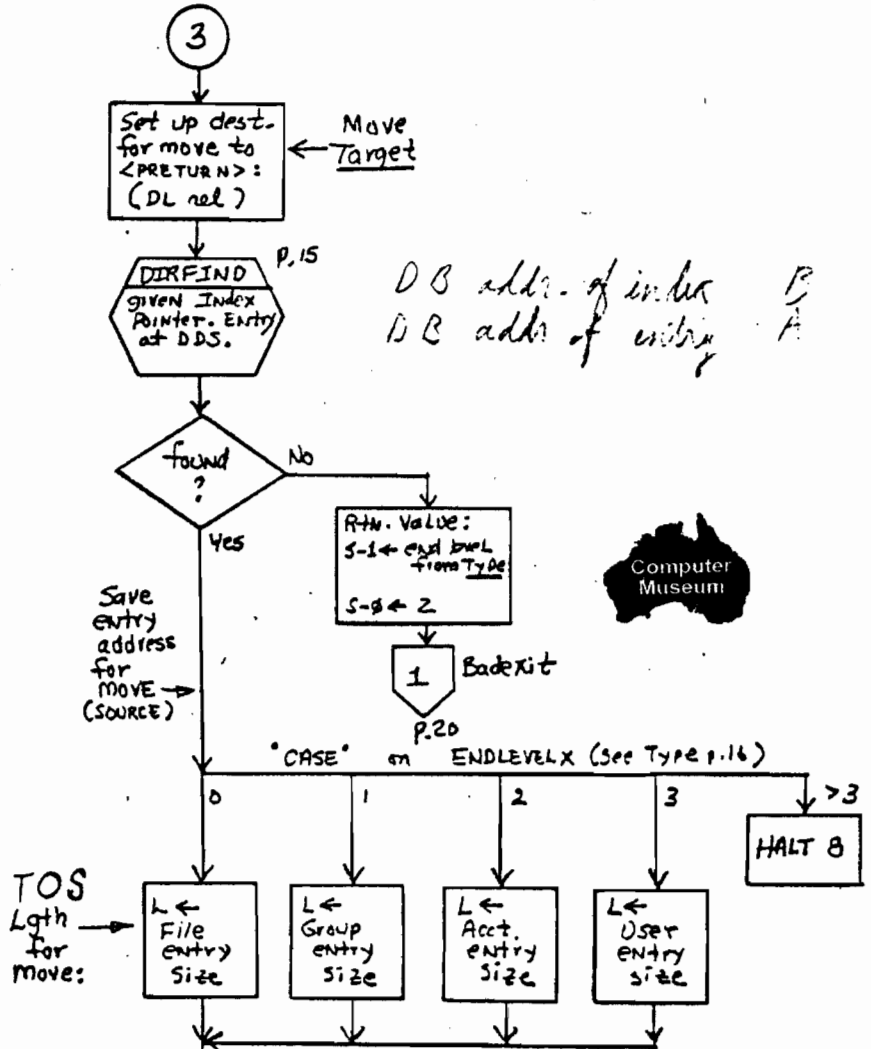 3
Set up dest.
for move to
<PRETURN>:
(DL rel)
← Move
Target
P.15
DIRFIND
given Index
Pointer. Entry
at DDS.
DB addr. of index B
DB addr of entry A
found
?
No
Yes
Rtn. Value:
S-1← end level
from Type
S-0← 2
1
Badexit
P.20
Computer
Museum
Save
entry
address
for
MOVE →
(SOURCE)
"CASE" on ENDLEVELX (See Type p.16)
0
1
2
3
>3
HALT 8
TOS
Lgth
for
move:
L ←
File
entry
Size
L ←
Group
entry
size
L ←
Acct.
entry
size
L ←
User
entry
size